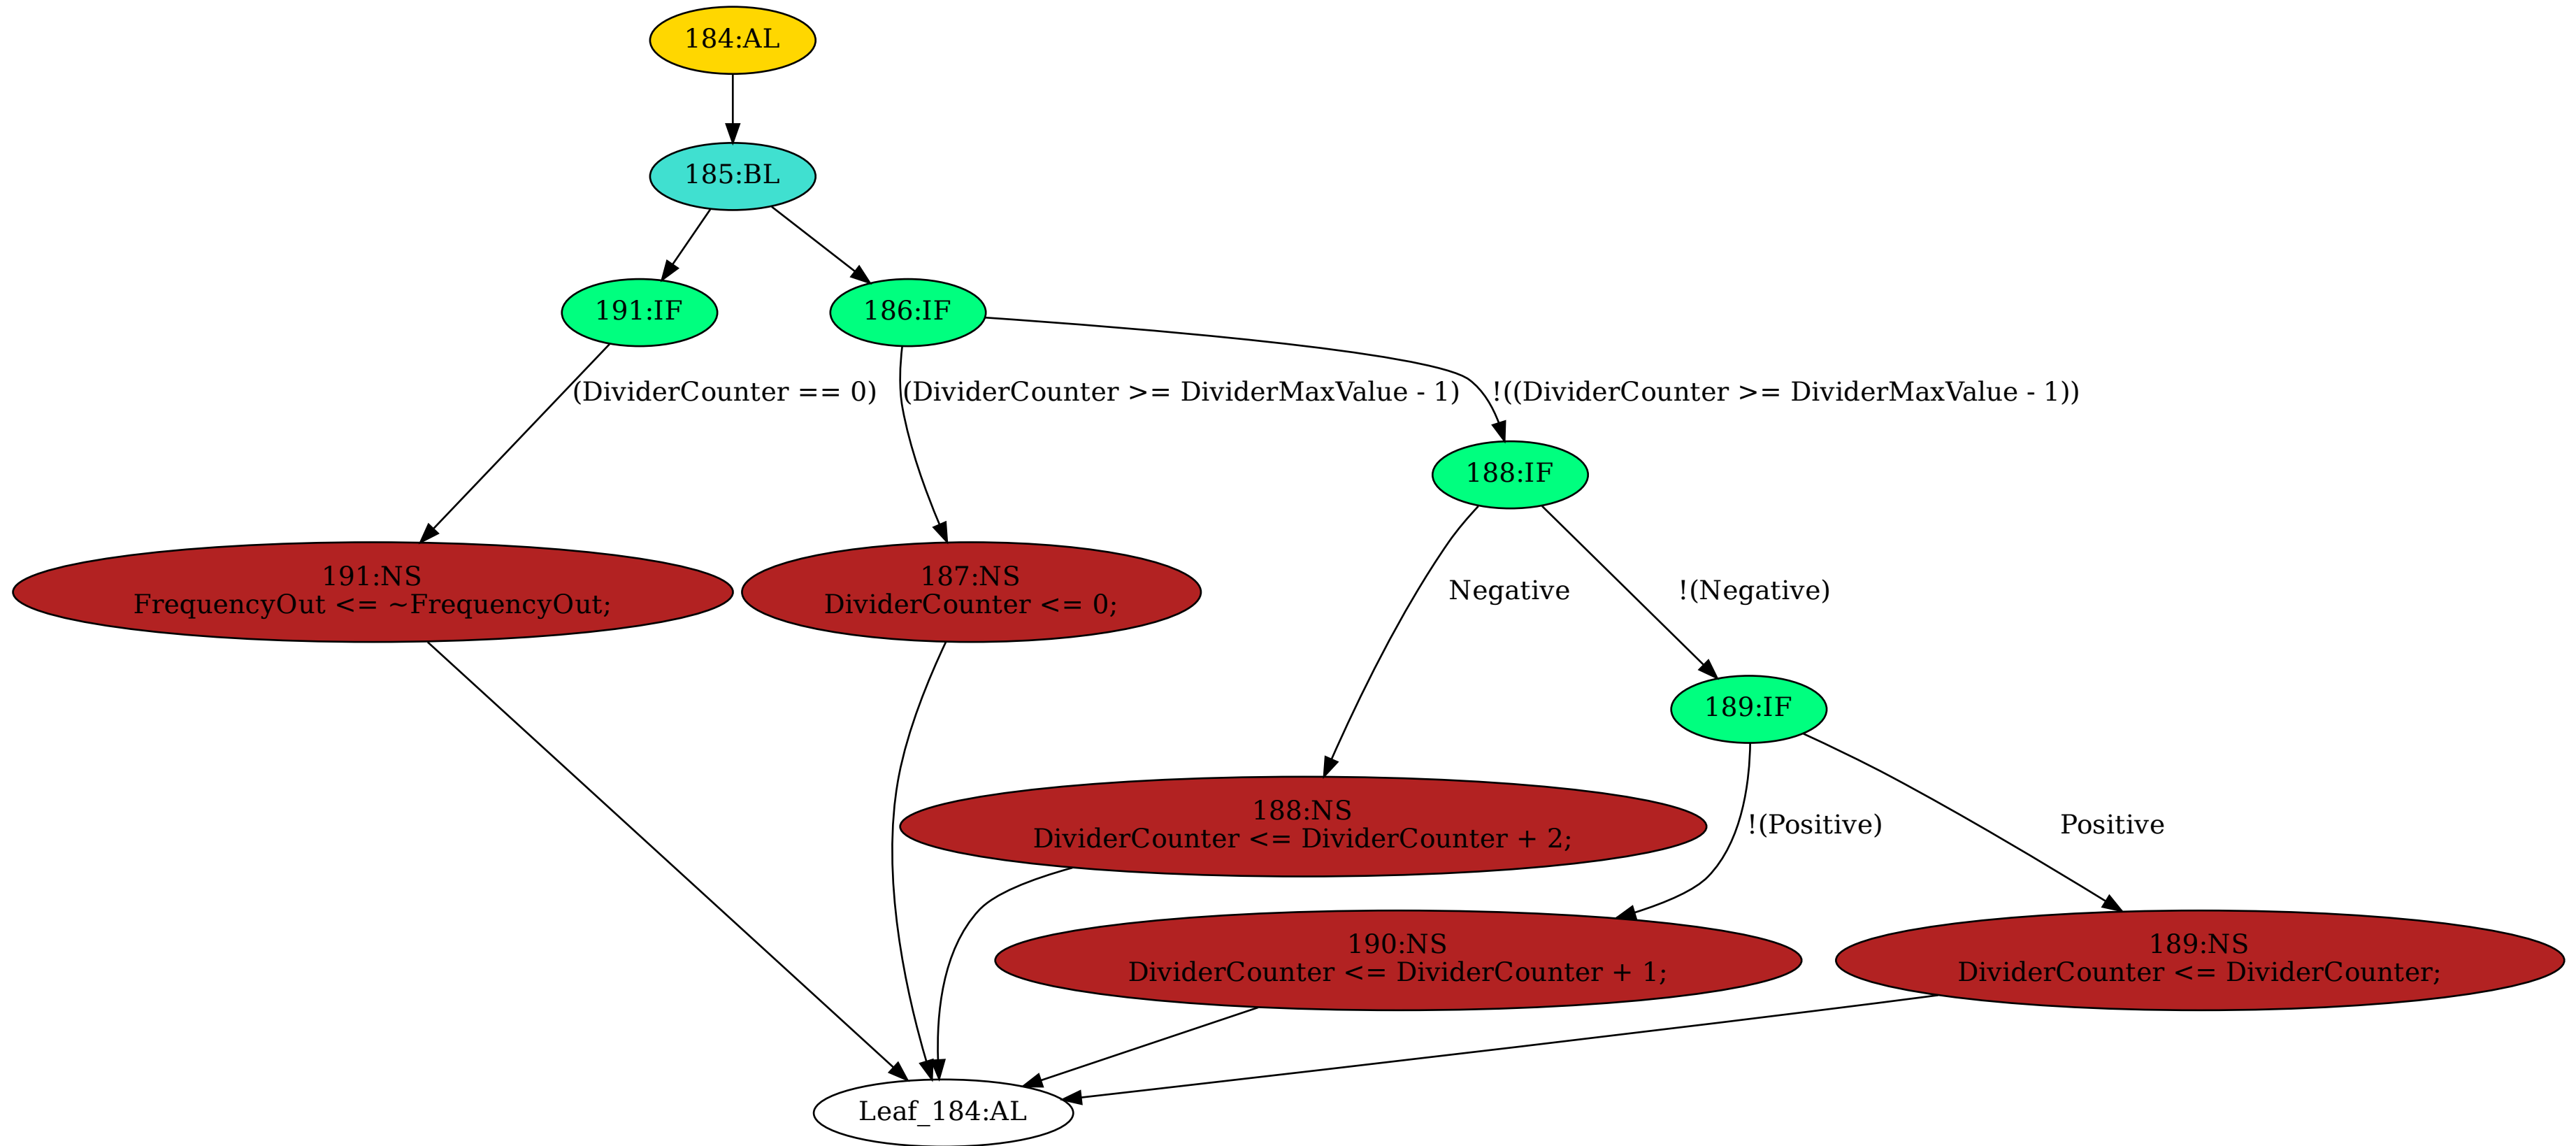 184:AL
185:BL
191:IF
186:IF
(DividerCounter == 0)
(DividerCounter >= DividerMaxValue - 1)
!((DividerCounter >= DividerMaxValue - 1))
188:IF
191:NS
FrequencyOut <= ~FrequencyOut;
187:NS
DividerCounter <= 0;
Negative
!(Negative)
189:IF
188:NS
DividerCounter <= DividerCounter + 2;
!(Positive)
Positive
190:NS
DividerCounter <= DividerCounter + 1;
189:NS
DividerCounter <= DividerCounter;
Leaf_184:AL